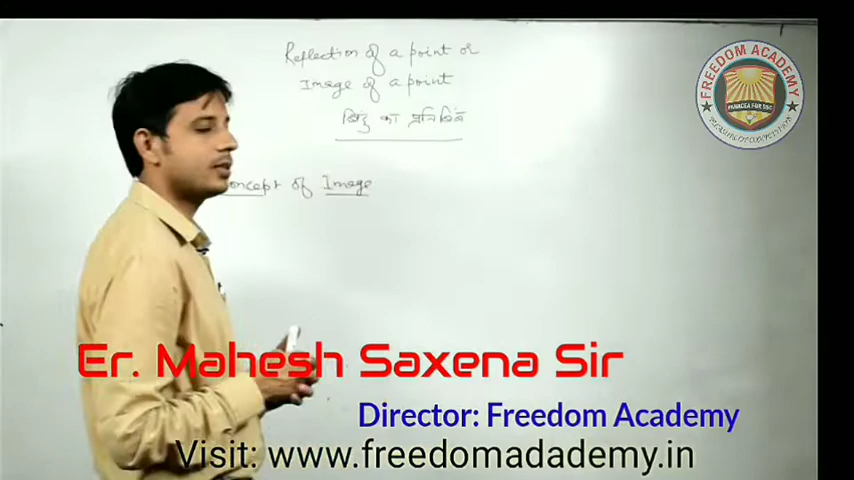 Reflection of a point or
Image of a point
बिंदु का प्रतिबिंब
Concept of Image
FREEDOM ACADEMY
PANACEA FOR SSC
Er. Mahesh Saxena Sir
Director: Freedom Academy
Visit: www.freedomadademy.in